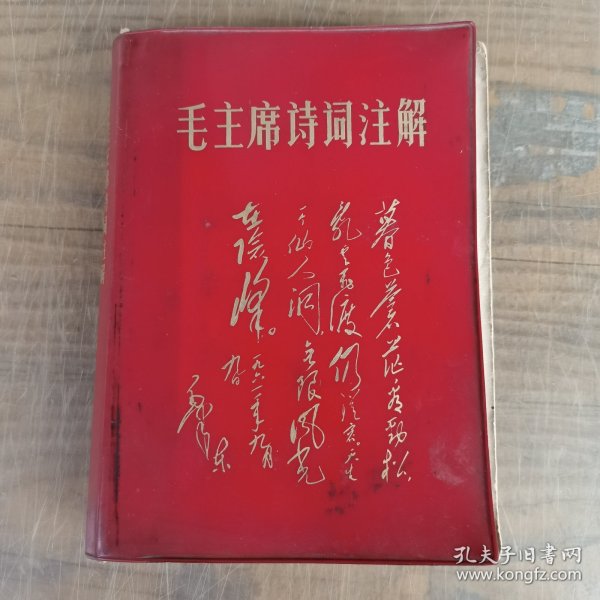 毛主席诗词注解
暮色苍茫看劲松
乱云飞渡仍从容。天生
一个仙人洞无限风光
在险峰。
一九六一年九月
九日
毛泽东
孔夫子旧书网
www.kongfz.com